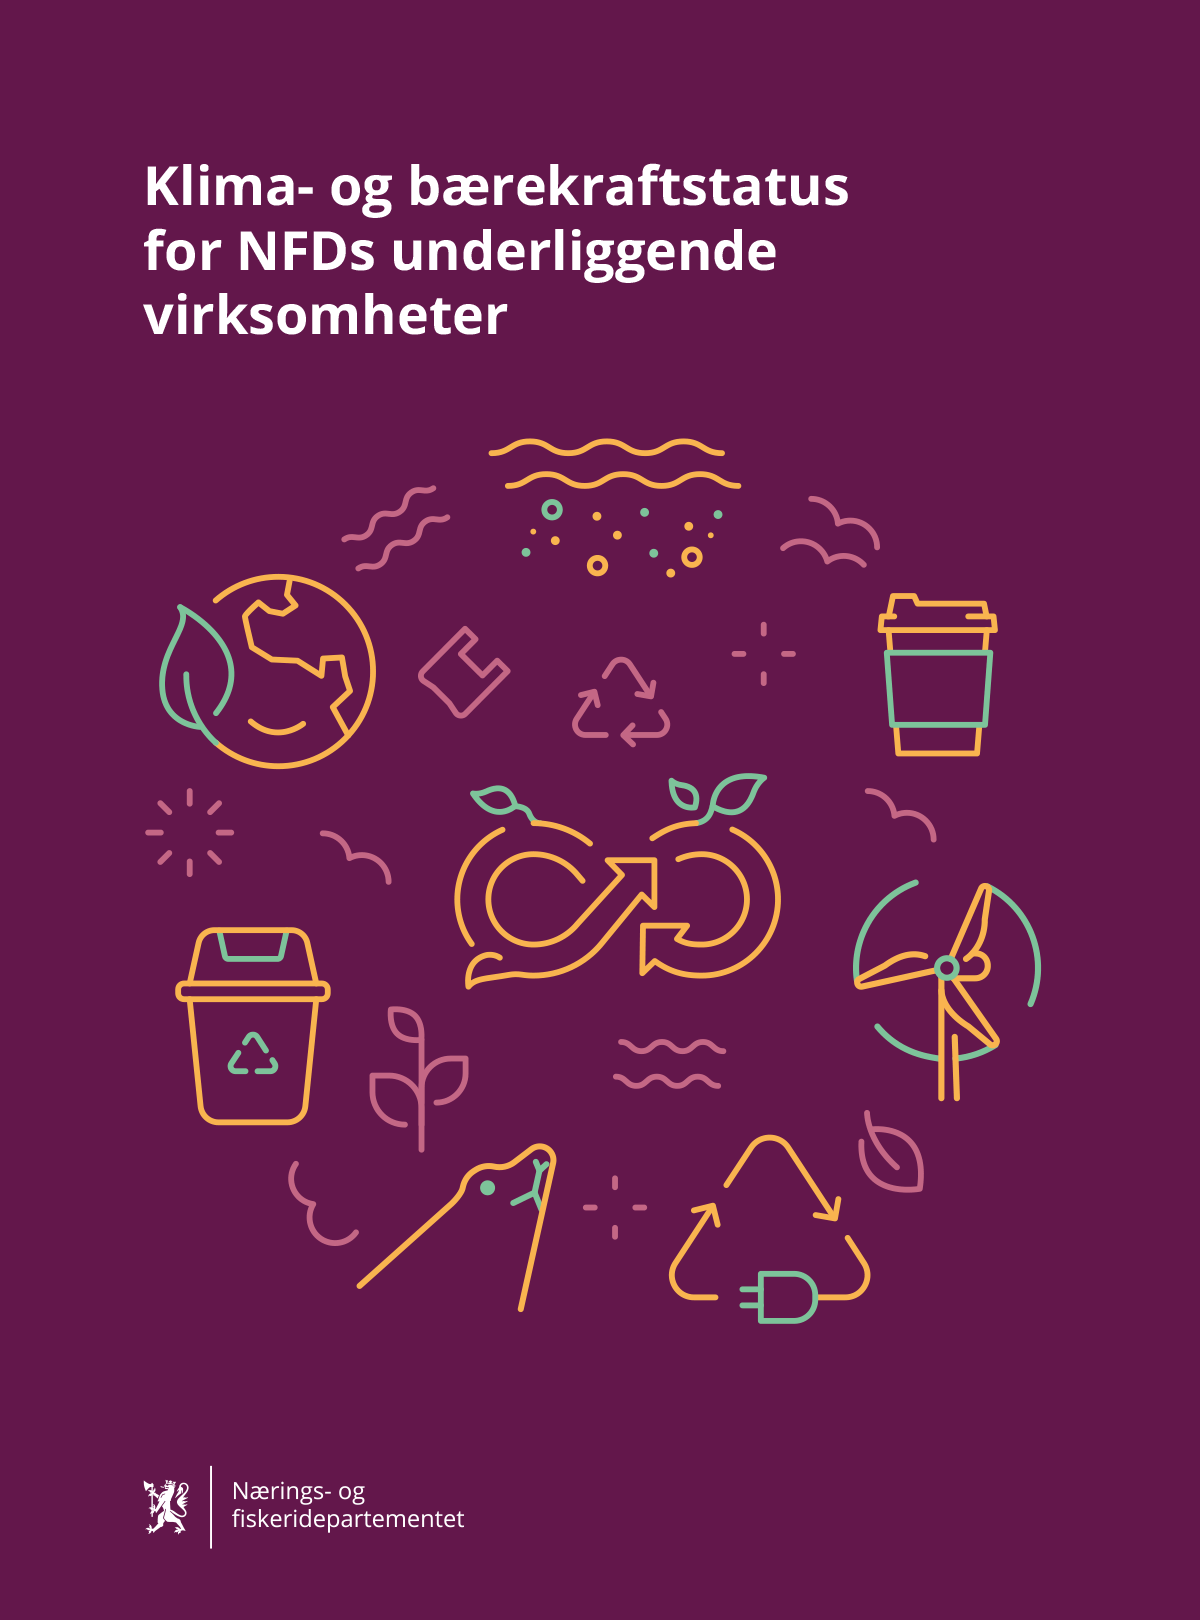 Klima- og bærekraftstatus
for NFDs underliggende
virksomheter
Nærings- og
fiskeridepartementet